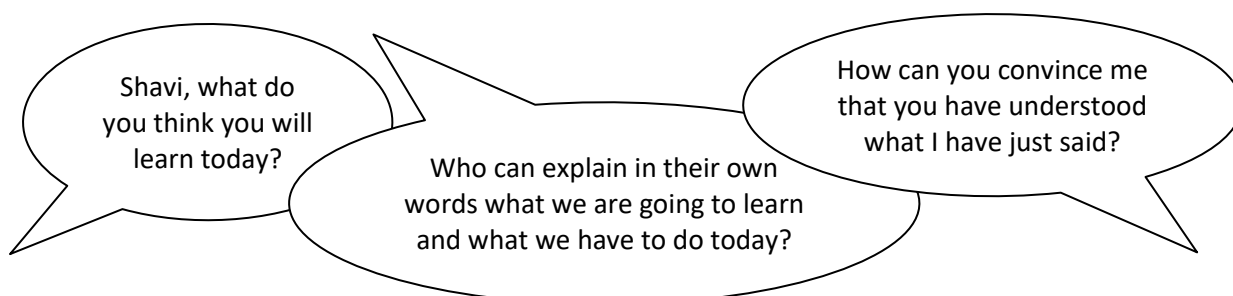 Shavi, what do
you think you will
learn today?
Who can explain in their own
words what we are going to learn
and what we have to do today?
How can you convince me
that you have understood
what I have just said?